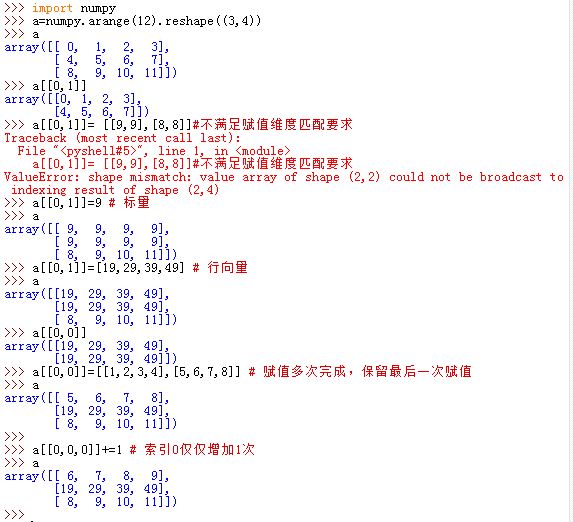 >>> import numpy
>>> a=numpy.arange(12).reshape((3,4))
>>> a
array([[ 0,  1,  2,  3],
       [ 4,  5,  6,  7],
       [ 8,  9, 10, 11]])
>>> a[[0,1]]
array([[0, 1, 2, 3],
       [4, 5, 6, 7]])
>>> a[[0,1]]= [[9,9],[8,8]]#不满足赋值维度匹配要求
Traceback (most recent call last):
  File "<pyshell#5>", line 1, in <module>
    a[[0,1]]= [[9,9],[8,8]]#不满足赋值维度匹配要求
ValueError: shape mismatch: value array of shape (2,2) could not be broadcast to
 indexing result of shape (2,4)
>>> a[[0,1]]=9 # 标量
>>> a
array([[ 9,  9,  9,  9],
       [ 9,  9,  9,  9],
       [ 8,  9, 10, 11]])
>>> a[[0,1]]=[19,29,39,49] # 行向量
>>> a
array([[19, 29, 39, 49],
       [19, 29, 39, 49],
       [ 8,  9, 10, 11]])
>>> a[[0,0]]
array([[19, 29, 39, 49],
       [19, 29, 39, 49]])
>>> a[[0,0]]=[[1,2,3,4],[5,6,7,8]] # 赋值多次完成，保留最后一次赋值
>>> a
array([[ 5,  6,  7,  8],
       [19, 29, 39, 49],
       [ 8,  9, 10, 11]])
>>>
>>> a[[0,0,0]]+=1 # 索引0仅仅增加1次
>>> a
array([[ 6,  7,  8,  9],
       [19, 29, 39, 49],
       [ 8,  9, 10, 11]])
>>>